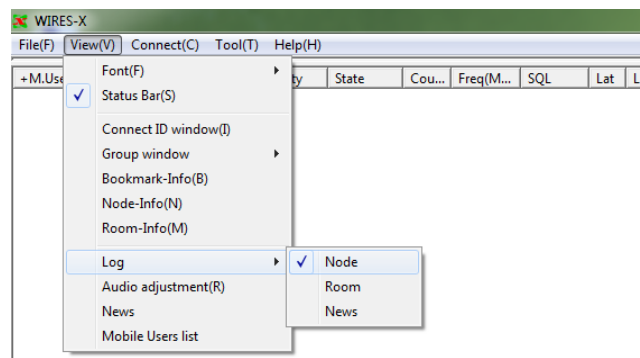 WIRES-X
File(F) View(V) Connect(C) Tool(T) Help(H)
+M.Use ty State Cou... Freq(M... SQL Lat L
Font(F)
Status Bar(S)
Connect ID window(I)
Group window
Bookmark-Info(B)
Node-Info(N)
Room-Info(M)
Log
Audio adjustment(R)
News
Mobile Users list
Node
Room
News